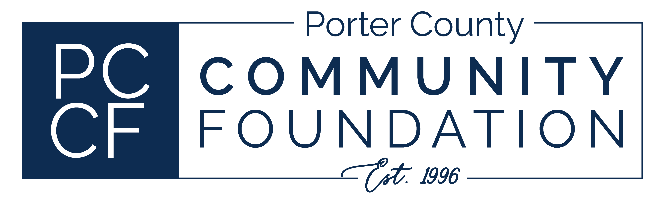 PC
CF
Porter County
COMMUNITY
FOUNDATION
Est. 1996